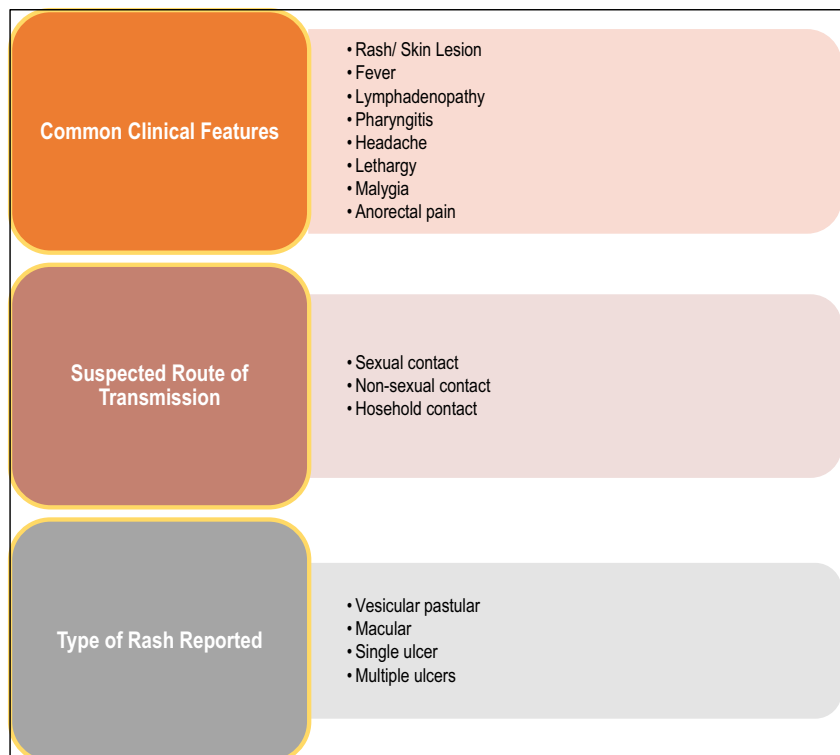 Common Clinical Features
• Rash/ Skin Lesion
• Fever
• Lymphadenopathy
• Pharyngitis
• Headache
• Lethargy
• Malygia
• Anorectal pain
Suspected Route of
Transmission
• Sexual contact
• Non-sexual contact
• Hosehold contact
Type of Rash Reported
• Vesicular pastular
• Macular
• Single ulcer
• Multiple ulcers